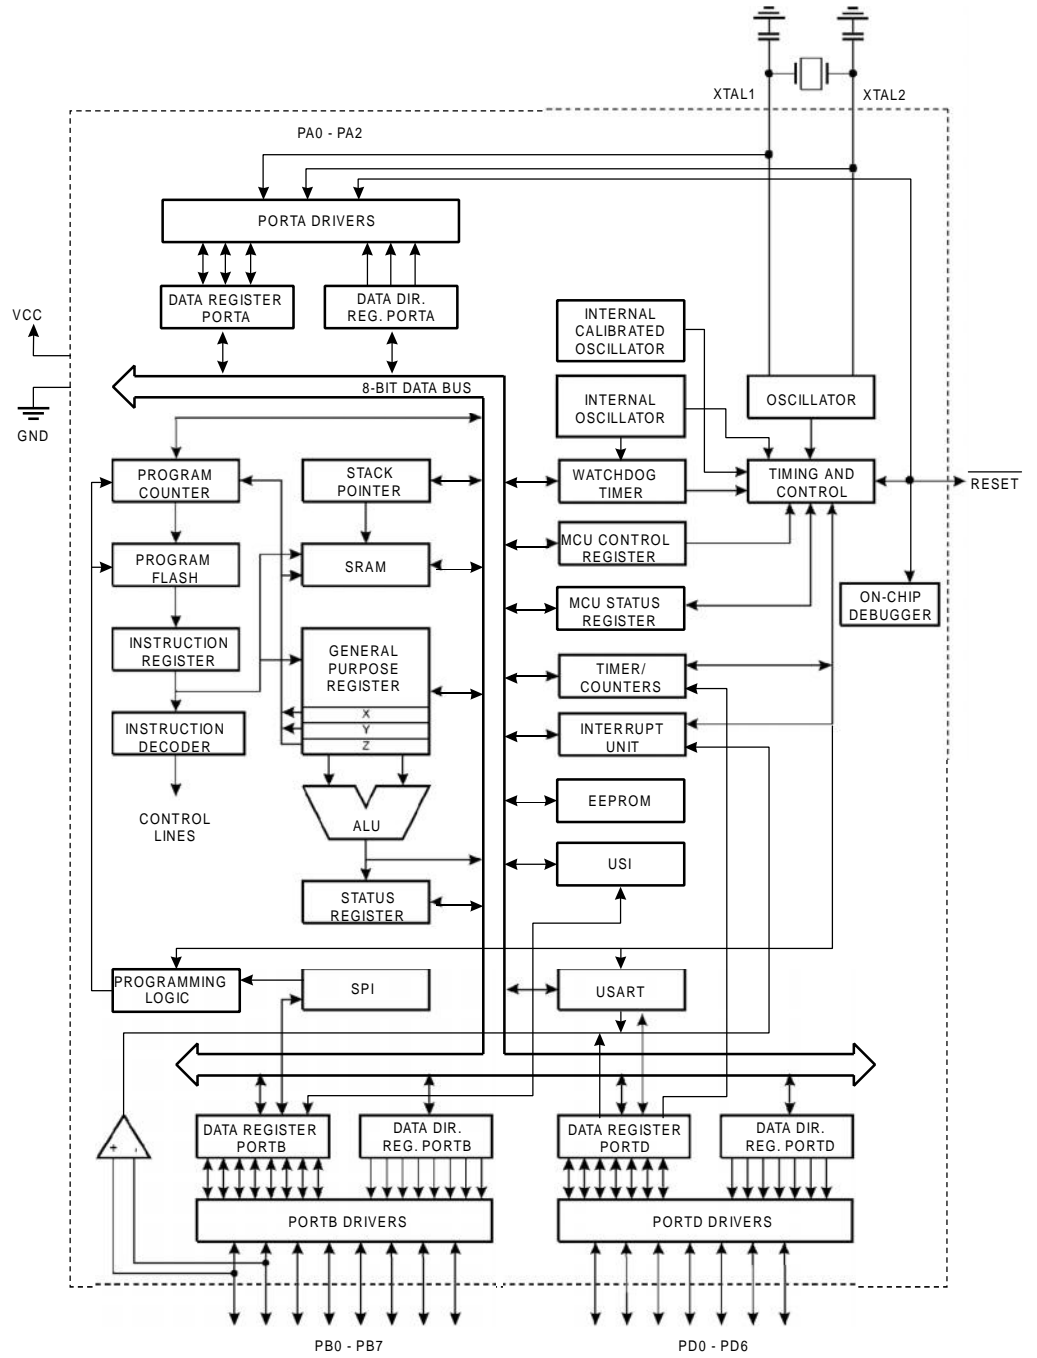 XTAL1
XTAL2
PA0 - PA2
PORTA DRIVERS
DATA REGISTER
PORTA
DATA DIR.
REG. PORTA
VCC
GND
8-BIT DATA BUS
INTERNAL
CALIBRATED
OSCILLATOR
INTERNAL
OSCILLATOR
OSCILLATOR
PROGRAM
COUNTER
STACK
POINTER
WATCHDOG
TIMER
TIMING AND
CONTROL
RESET
PROGRAM
FLASH
SRAM
MCU CONTROL
REGISTER
MCU STATUS
REGISTER
ON-CHIP
DEBUGGER
INSTRUCTION
REGISTER
GENERAL
PURPOSE
REGISTER
X
Y
Z
TIMER/
COUNTERS
INSTRUCTION
DECODER
INTERRUPT
UNIT
CONTROL
LINES
ALU
EEPROM
USI
STATUS
REGISTER
PROGRAMMING
LOGIC
SPI
USART
+
-
DATA REGISTER
PORTB
DATA DIR.
REG. PORTB
DATA REGISTER
PORTD
DATA DIR.
REG. PORTD
PORTB DRIVERS
PORTD DRIVERS
PB0 - PB7
PD0 - PD6